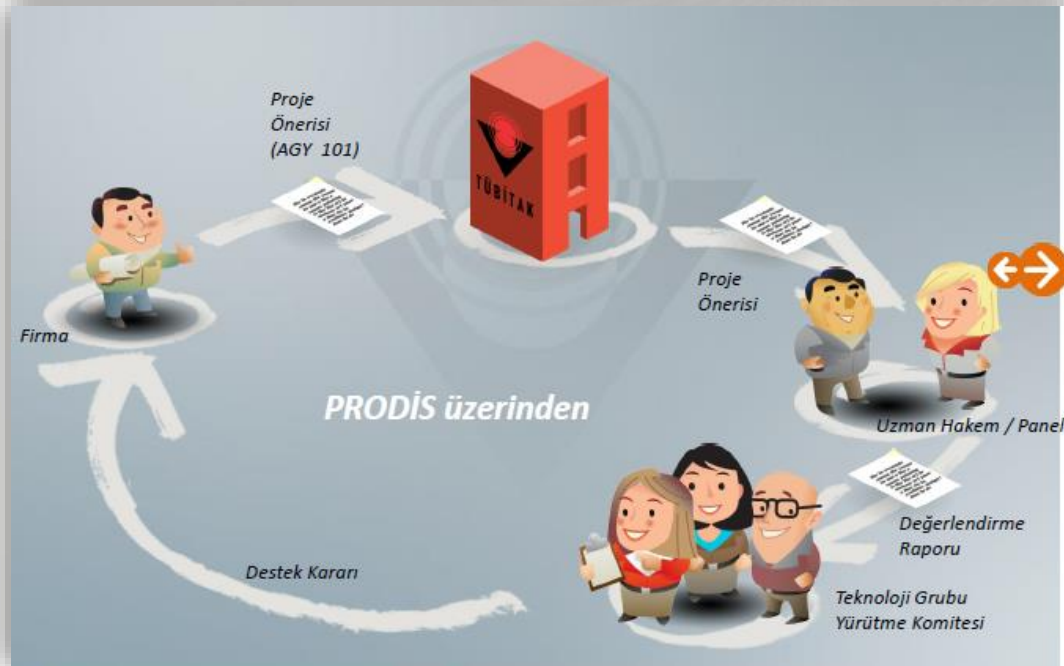 Proje
Önerisi
(AGY 101)
TÜBİTAK
Proje
Önerisi
Firma
PRODİS üzerinden
Uzman Hakem / Panel
Değerlendirme
Raporu
Destek Kararı
Teknoloji Grubu
Yürütme Komitesi